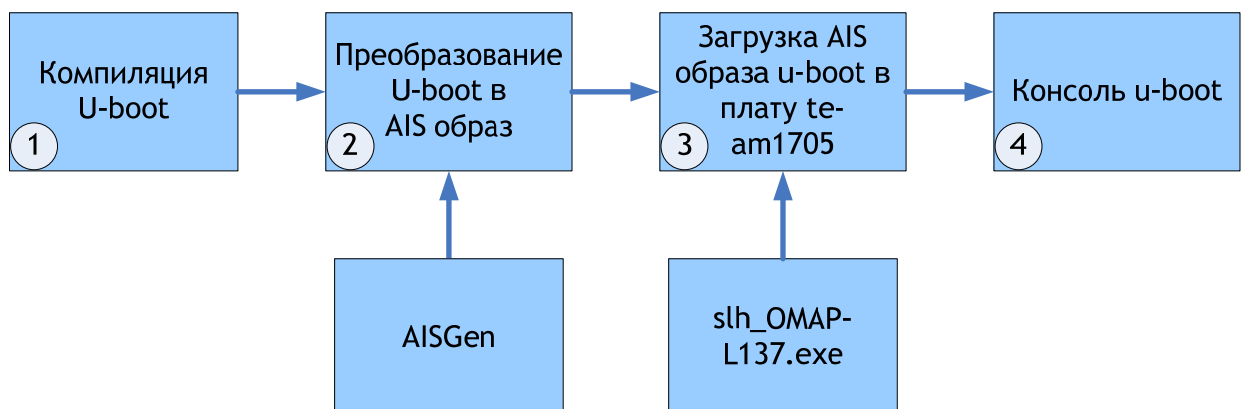 Компиляция
U-boot
1
Преобразование
U-boot в
AIS образ
2
Загрузка AIS
образа u-boot в
плату te-
am1705
3
Консоль u-boot
4
AISGen
slh_OMAP-
L137.exe